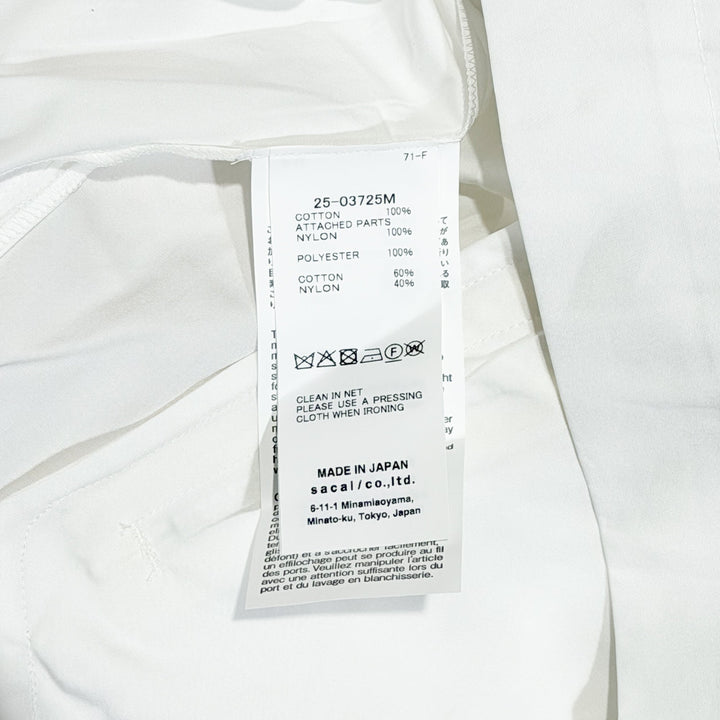 71-F
25-03725M
COTTON 100%
ATTACHED PARTS
NYLON 100%
POLYESTER 100%
COTTON 60%
NYLON 40%
F
W
CLEAN IN NET
PLEASE USE A PRESSING
CLOTH WHEN IRONING
MADE IN JAPAN
sacai/co.,ltd.
6-11-1 Minamiaoyama,
Minato-ku, Tokyo, Japan
défont) et à s'accrocher facilement,
un effilochage peut se produire au fil
des ports. Veuillez manipuler l'article
avec une attention suffisante lors du
port et du lavage en blanchisserie.